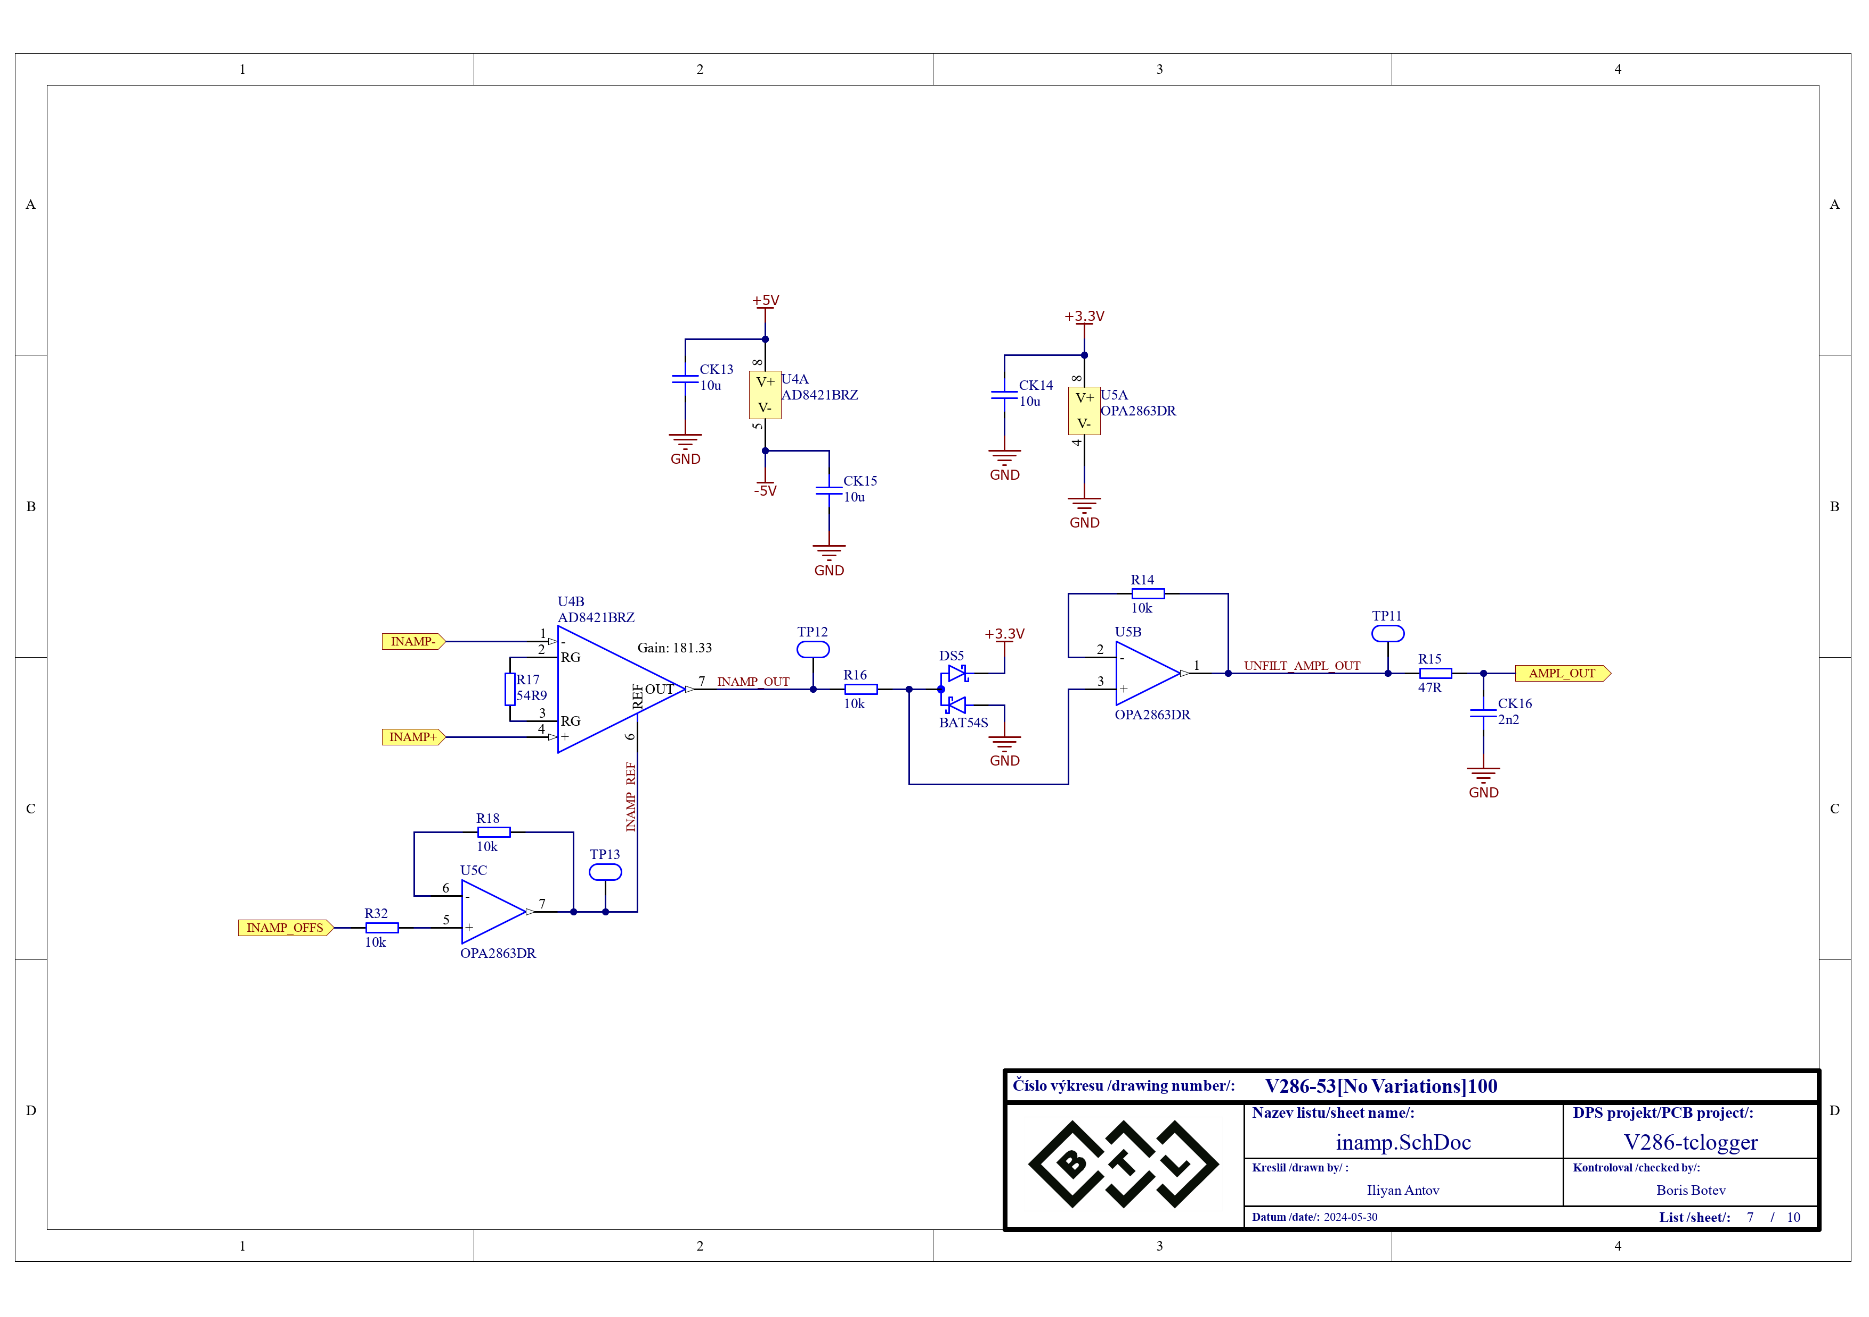 1 2 3 4
A A
B B
C C
D D
+5V
CK13
10u
GND
8
V+
V-
5
U4A
AD8421BRZ
-5V
CK15
10u
GND
+3.3V
CK14
10u
GND
8
V+
V-
4
U5A
OPA2863DR
GND
U4B
AD8421BRZ
INAMP-
1
-
2
RG
R17
54R9
3
RG
INAMP+
4
+
Gain: 181.33
REF
OUT
7
6
INAMP_REF
INAMP_OUT
TP12
R16
10k
DS5
BAT54S
+3.3V
GND
R14
10k
U5B
2
-
3
+
1
OPA2863DR
UNFILT_AMPL_OUT
TP11
R15
47R
AMPL_OUT
CK16
2n2
GND
R18
10k
U5C
6
-
5
+
7
OPA2863DR
TP13
INAMP_OFFS
R32
10k
Číslo výkresu /drawing number/: V286-53[No Variations]100
BTL
Nazev listu/sheet name/:
inamp.SchDoc
DPS projekt/PCB project/:
V286-tclogger
Kreslil /drawn by/ :
Iliyan Antov
Kontroloval /checked by/:
Boris Botev
Datum /date/: 2024-05-30
List /sheet/: 7 / 10
1 2 3 4